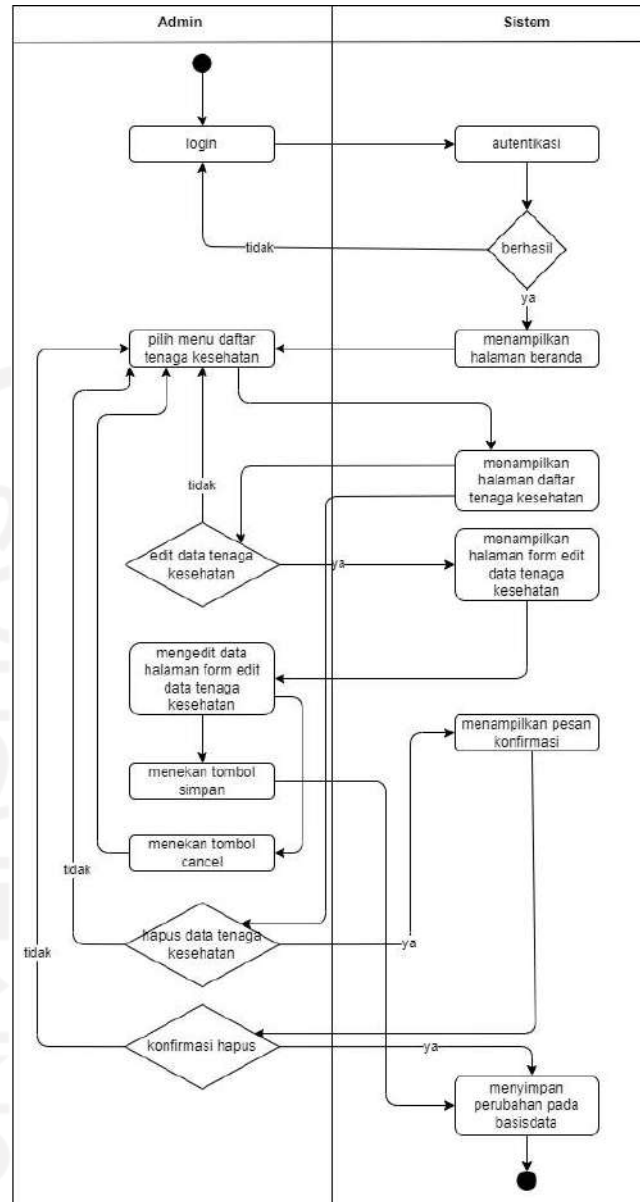 Admin
Sistem
login
autentikasi
tidak
berhasil
ya
pilih menu daftar
tenaga kesehatan
menampilkan
halaman beranda
menampilkan
halaman daftar
tenaga kesehatan
tidak
edit data tenaga
kesehatan
ya
menampilkan
halaman form edit
data tenaga
kesehatan
mengedit data
halaman form edit
data tenaga
kesehatan
menampilkan pesan
konfirmasi
menekan tombol
simpan
menekan tombol
cancel
tidak
hapus data tenaga
kesehatan
ya
tidak
konfirmasi hapus
ya
menyimpan
perubahan pada
basisdata